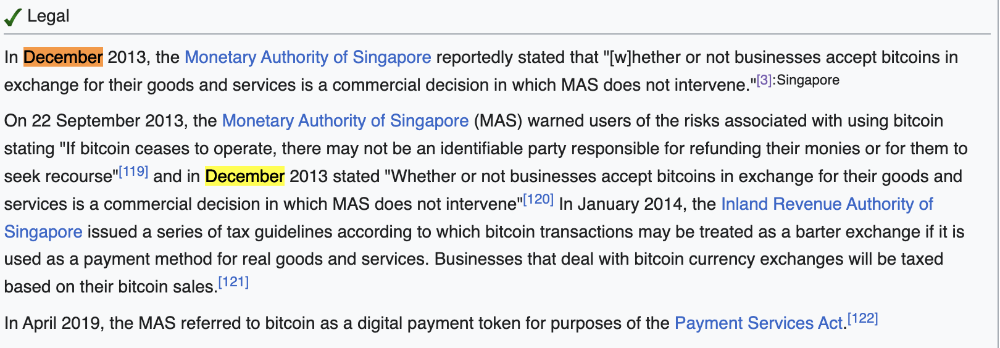 Legal
In December 2013, the Monetary Authority of Singapore reportedly stated that "[w]hether or not businesses accept bitcoins in
exchange for their goods and services is a commercial decision in which MAS does not intervene."[3]:Singapore
On 22 September 2013, the Monetary Authority of Singapore (MAS) warned users of the risks associated with using bitcoin
stating "If bitcoin ceases to operate, there may not be an identifiable party responsible for refunding their monies or for them to
seek recourse"[119] and in December 2013 stated "Whether or not businesses accept bitcoins in exchange for their goods and
services is a commercial decision in which MAS does not intervene"[120] In January 2014, the Inland Revenue Authority of
Singapore issued a series of tax guidelines according to which bitcoin transactions may be treated as a barter exchange if it is
used as a payment method for real goods and services. Businesses that deal with bitcoin currency exchanges will be taxed
based on their bitcoin sales.[121]
In April 2019, the MAS referred to bitcoin as a digital payment token for purposes of the Payment Services Act.[122]